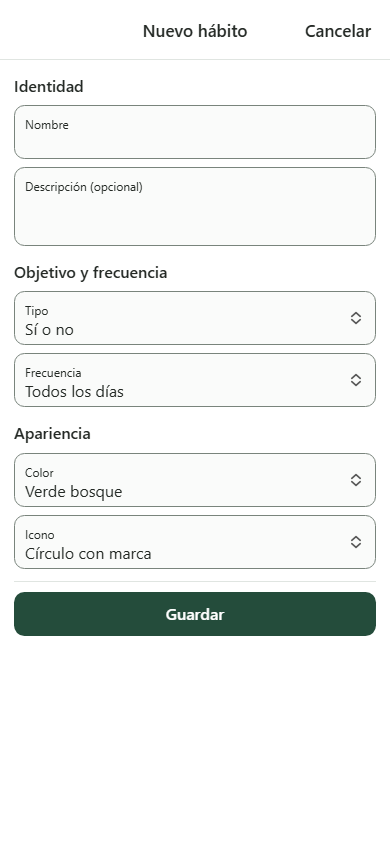 Nuevo hábito
Cancelar
Identidad
Nombre
Descripción (opcional)
Objetivo y frecuencia
Tipo
Sí o no
Frecuencia
Todos los días
Apariencia
Color
Verde bosque
Icono
Círculo con marca
Guardar